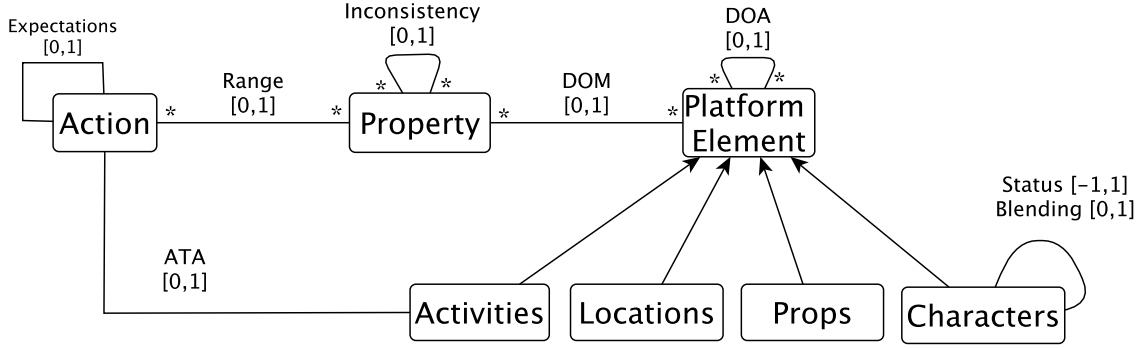 Expectations
[0,1]
Inconsistency
[0,1]
DOA
[0,1]
Range
[0,1]
DOM
[0,1]
*
*
*
*
*
*
*
*
Action
Property
Platform
Element
Status [-1,1]
Blending [0,1]
ATA
[0,1]
Activities
Locations
Props
Characters